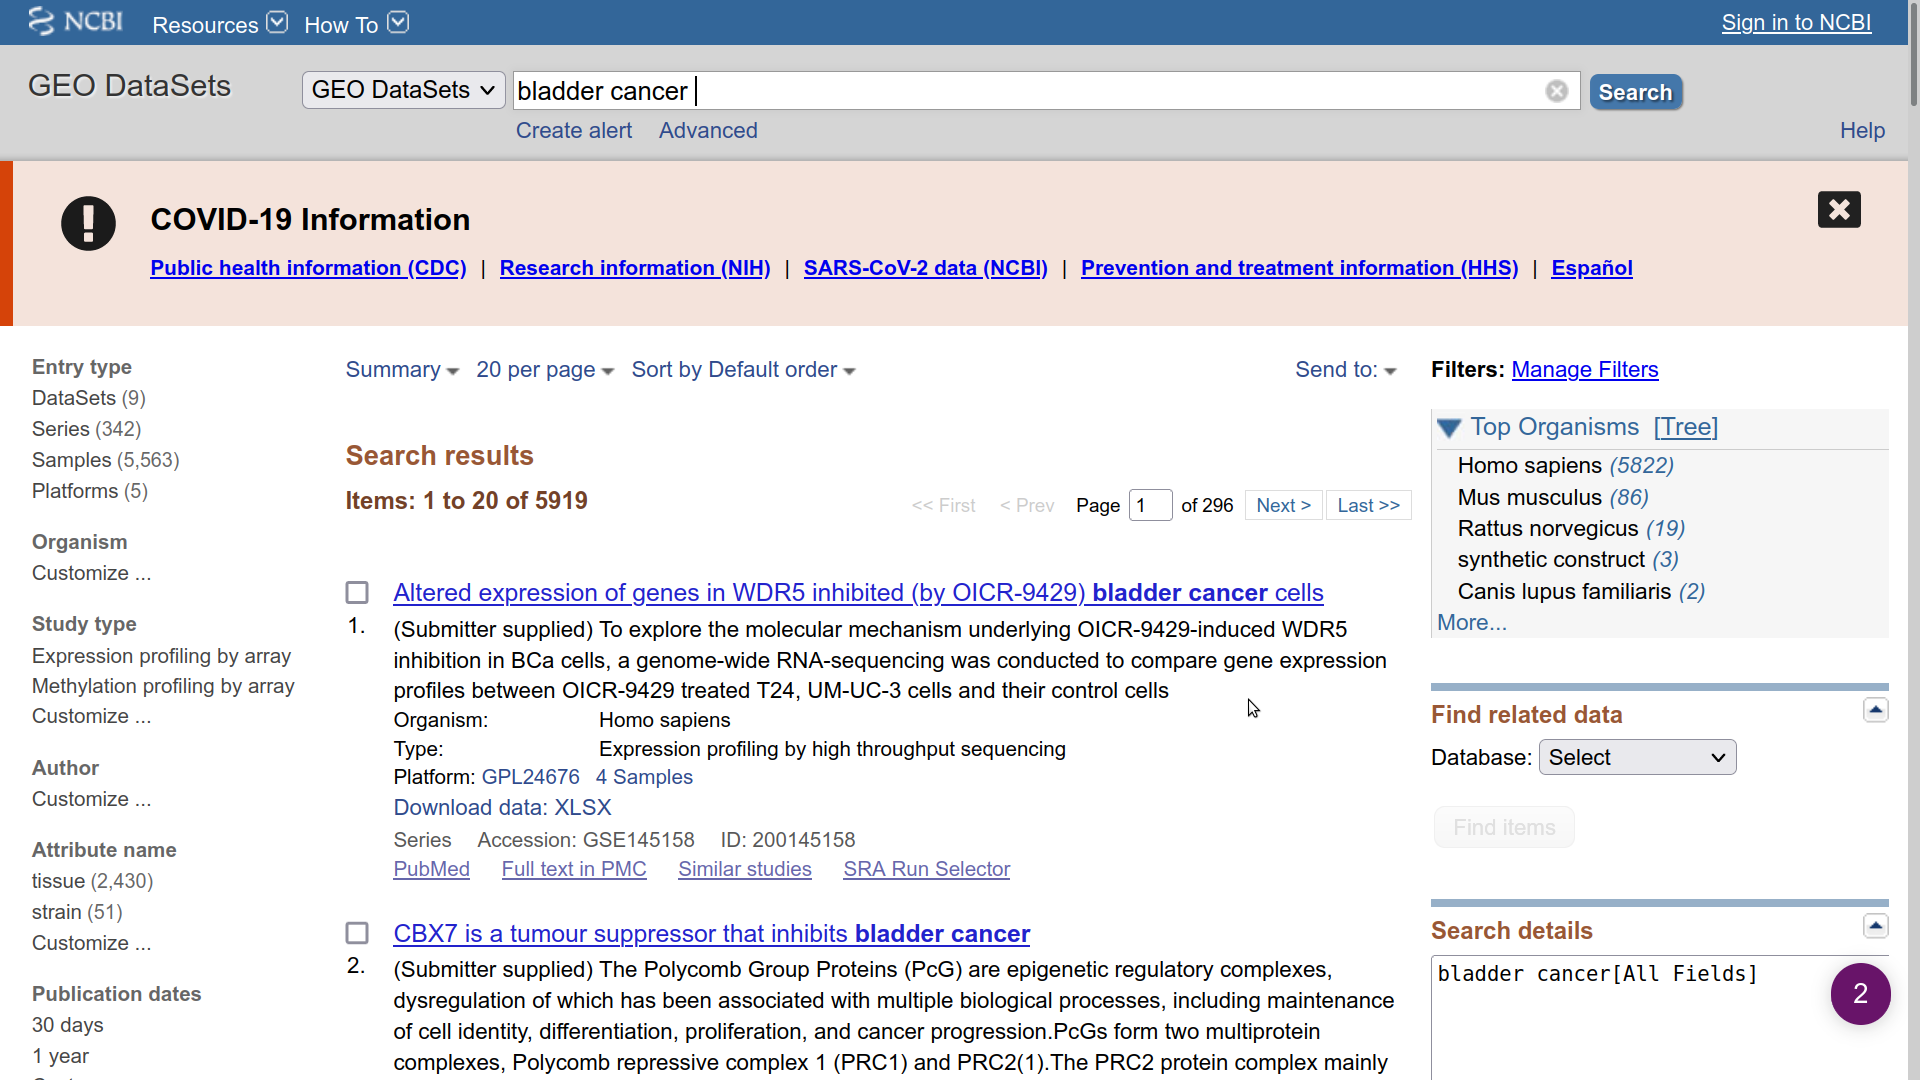 NCBI Resources How To Sign in to NCBI
GEO DataSets GEO DataSets bladder cancer Search
Create alert Advanced Help
COVID-19 Information
Public health information (CDC) | Research information (NIH) | SARS-CoV-2 data (NCBI) | Prevention and treatment information (HHS) | Español
Entry type
DataSets (9)
Series (342)
Samples (5,563)
Platforms (5)
Organism
Customize ...
Study type
Expression profiling by array
Methylation profiling by array
Customize ...
Author
Customize ...
Attribute name
tissue (2,430)
strain (51)
Customize ...
Publication dates
30 days
1 year
Summary 20 per page Sort by Default order Send to:
Search results
Items: 1 to 20 of 5919
<< First < Prev Page 1 of 296 Next > Last >>
Altered expression of genes in WDR5 inhibited (by OICR-9429) bladder cancer cells
1. (Submitter supplied) To explore the molecular mechanism underlying OICR-9429-induced WDR5
inhibition in BCa cells, a genome-wide RNA-sequencing was conducted to compare gene expression
profiles between OICR-9429 treated T24, UM-UC-3 cells and their control cells
Organism: Homo sapiens
Type: Expression profiling by high throughput sequencing
Platform: GPL24676 4 Samples
Download data: XLSX
Series Accession: GSE145158 ID: 200145158
PubMed Full text in PMC Similar studies SRA Run Selector
CBX7 is a tumour suppressor that inhibits bladder cancer
2. (Submitter supplied) The Polycomb Group Proteins (PcG) are epigenetic regulatory complexes,
dysregulation of which has been associated with multiple biological processes, including maintenance
of cell identity, differentiation, proliferation, and cancer progression.PcGs form two multiprotein
complexes, Polycomb repressive complex 1 (PRC1) and PRC2(1).The PRC2 protein complex mainly
Filters: Manage Filters
Top Organisms [Tree]
Homo sapiens (5822)
Mus musculus (86)
Rattus norvegicus (19)
synthetic construct (3)
Canis lupus familiaris (2)
More...
Find related data
Database: Select
Find items
Search details
bladder cancer[All Fields]
2